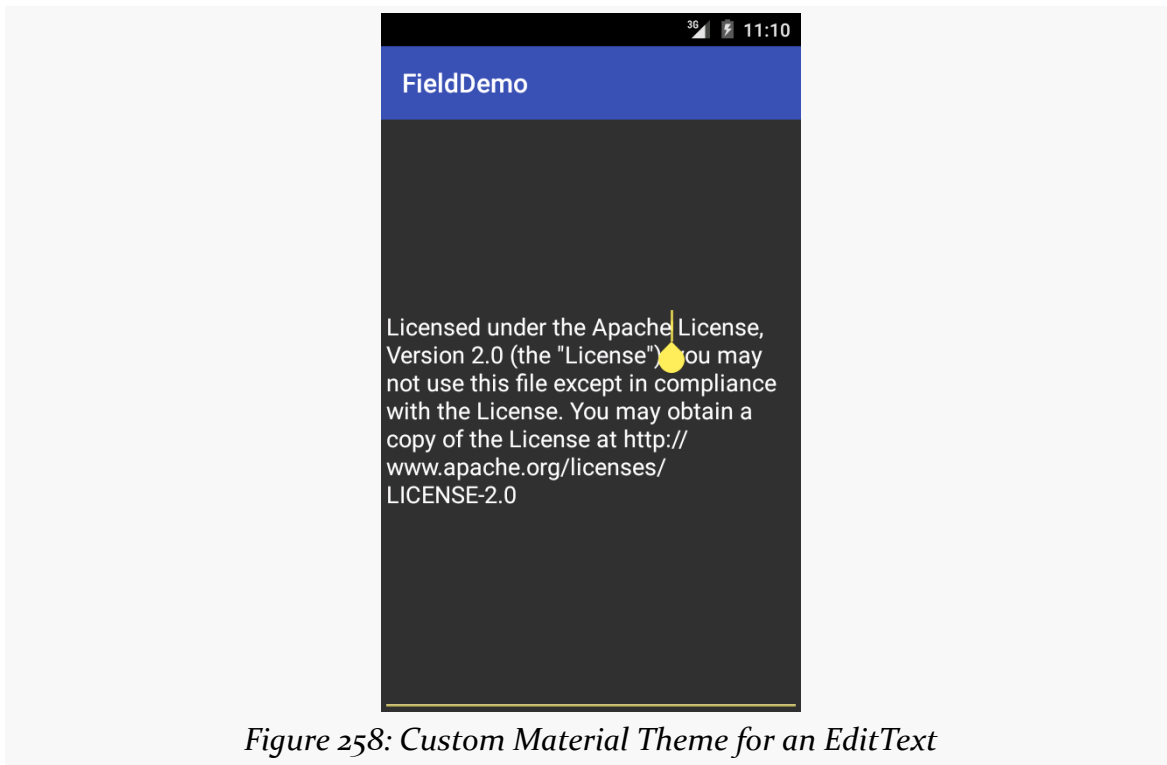 3G 11:10
FieldDemo
Licensed under the Apache License,
Version 2.0 (the "License") you may
not use this file except in compliance
with the License. You may obtain a
copy of the License at http://
www.apache.org/licenses/
LICENSE-2.0
Figure 258: Custom Material Theme for an EditText